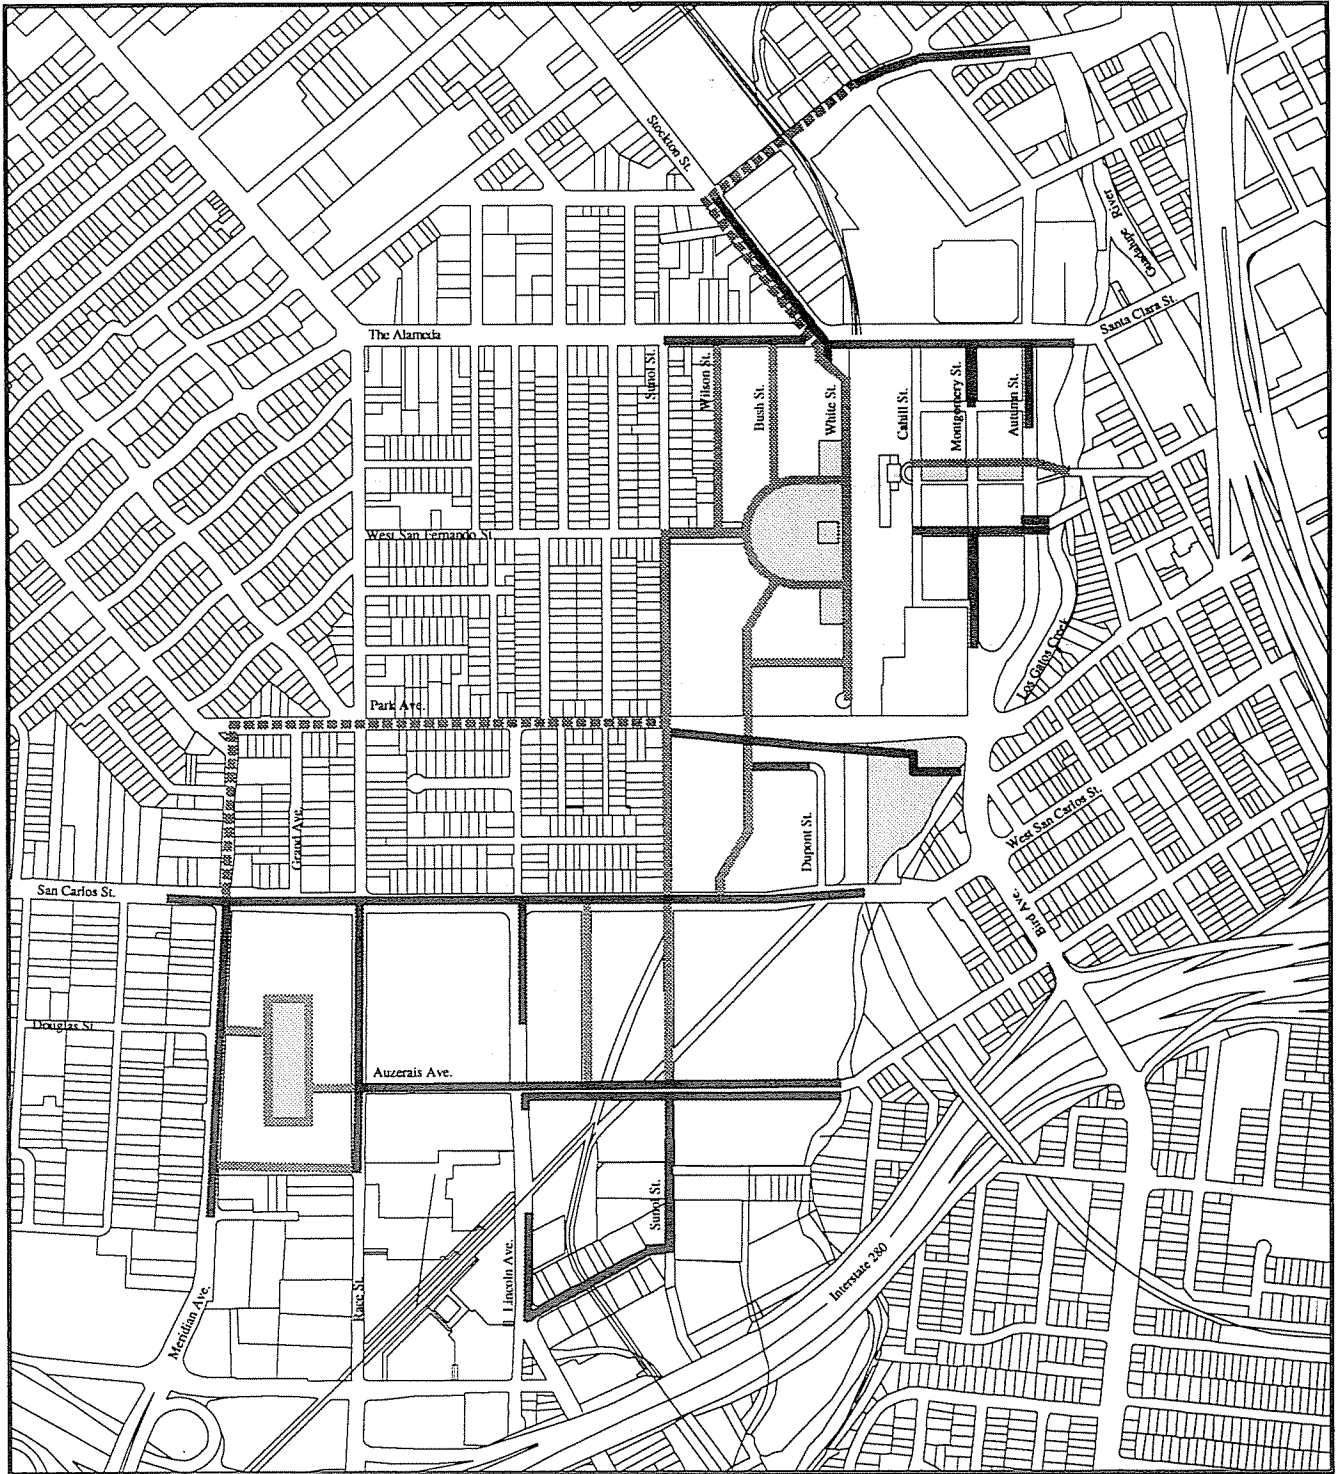 Stockton St.
Guadalupe River
Santa Clara St.
The Alameda
Sunol St.
Wilson St.
Bush St.
White St.
Cahill St.
Montgomery St.
Autumn St.
West San Fernando St
Los Gatos Creek
Park Ave.
Grand Ave.
Dupont St.
West San Carlos St.
San Carlos St.
Bird Ave.
Douglas St
Auzerais Ave.
Sunol St.
Lincoln Ave.
Interstate 280
Race St.
Meridian Ave.